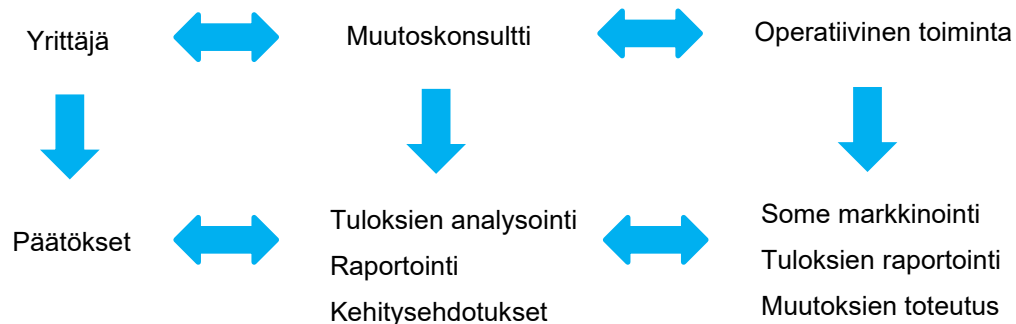 Yrittäjä
Muutoskonsultti
Operatiivinen toiminta
Päätökset
Tuloksien analysointi
Raportointi
Kehitysehdotukset
Some markkinointi
Tuloksien raportointi
Muutoksien toteutus